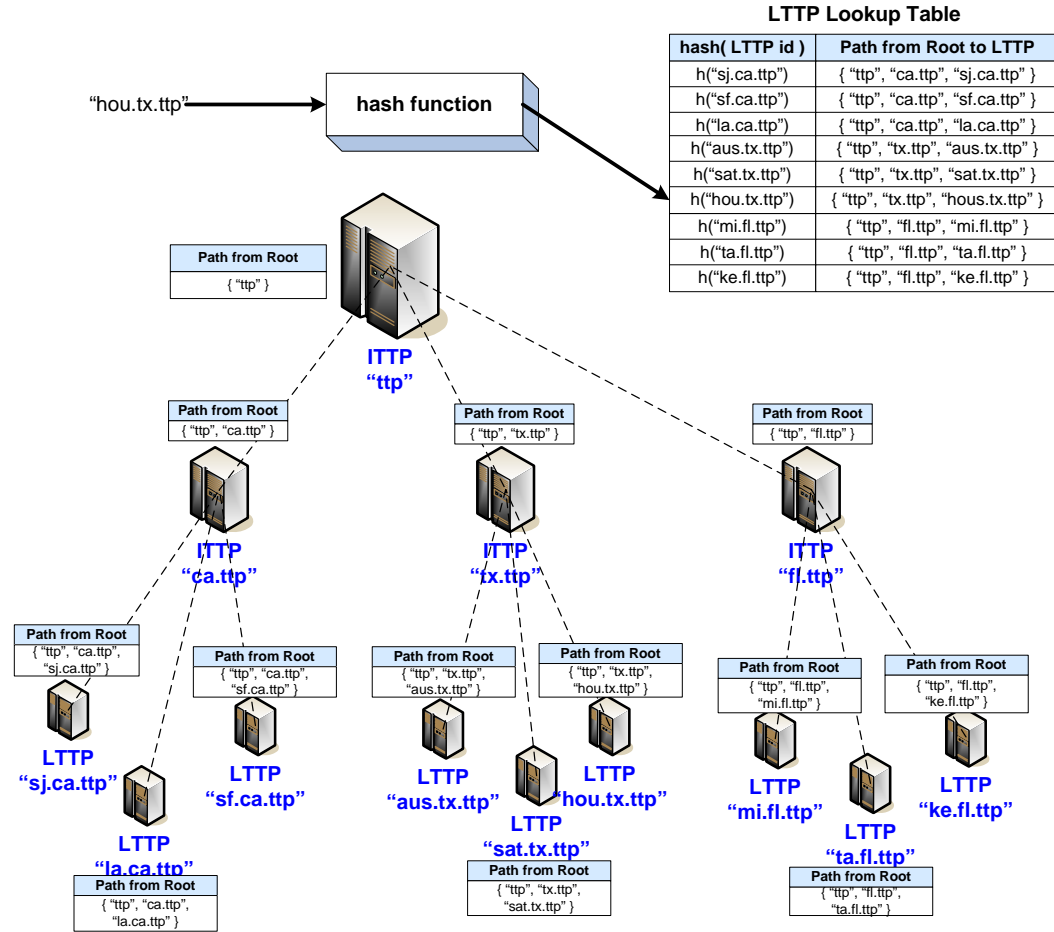 LTTP Lookup Table
hash( LTTP id ) Path from Root to LTTP
h(“sj.ca.ttp”) { “ttp”, “ca.ttp”, “sj.ca.ttp” }
h(“sf.ca.ttp”) { “ttp”, “ca.ttp”, “sf.ca.ttp” }
h(“la.ca.ttp”) { “ttp”, “ca.ttp”, “la.ca.ttp” }
h(“aus.tx.ttp”) { “ttp”, “tx.ttp”, “aus.tx.ttp” }
h(“sat.tx.ttp”) { “ttp”, “tx.ttp”, “sat.tx.ttp” }
h(“hou.tx.ttp”) { “ttp”, “tx.ttp”, “hous.tx.ttp” }
h(“mi.fl.ttp”) { “ttp”, “fl.ttp”, “mi.fl.ttp” }
h(“ta.fl.ttp”) { “ttp”, “fl.ttp”, “ta.fl.ttp” }
h(“ke.fl.ttp”) { “ttp”, “fl.ttp”, “ke.fl.ttp” }
“hou.tx.ttp”
hash function
Path from Root
{ “ttp” }
ITTP
“ttp”
Path from Root
{ “ttp”, “ca.ttp” }
ITTP
“ca.ttp”
Path from Root
{ “ttp”, “tx.ttp” }
ITTP
“tx.ttp”
Path from Root
{ “ttp”, “fl.ttp” }
ITTP
“fl.ttp”
Path from Root
{ “ttp”, “ca.ttp”,
“sj.ca.ttp” }
LTTP
“sj.ca.ttp”
Path from Root
{ “ttp”, “ca.ttp”,
“sf.ca.ttp” }
LTTP
“sf.ca.ttp”
LTTP
“la.ca.ttp”
Path from Root
{ “ttp”, “ca.ttp”,
“la.ca.ttp” }
Path from Root
{ “ttp”, “tx.ttp”,
“aus.tx.ttp” }
LTTP
“aus.tx.ttp”
Path from Root
{ “ttp”, “tx.ttp”,
“hou.tx.ttp” }
LTTP
“hou.tx.ttp”
LTTP
“sat.tx.ttp”
Path from Root
{ “ttp”, “tx.ttp”,
“sat.tx.ttp” }
Path from Root
{ “ttp”, “fl.ttp”,
“mi.fl.ttp” }
LTTP
“mi.fl.ttp”
Path from Root
{ “ttp”, “fl.ttp”,
“ke.fl.ttp” }
LTTP
“ke.fl.ttp”
LTTP
“ta.fl.ttp”
Path from Root
{ “ttp”, “fl.ttp”,
“ta.fl.ttp” }